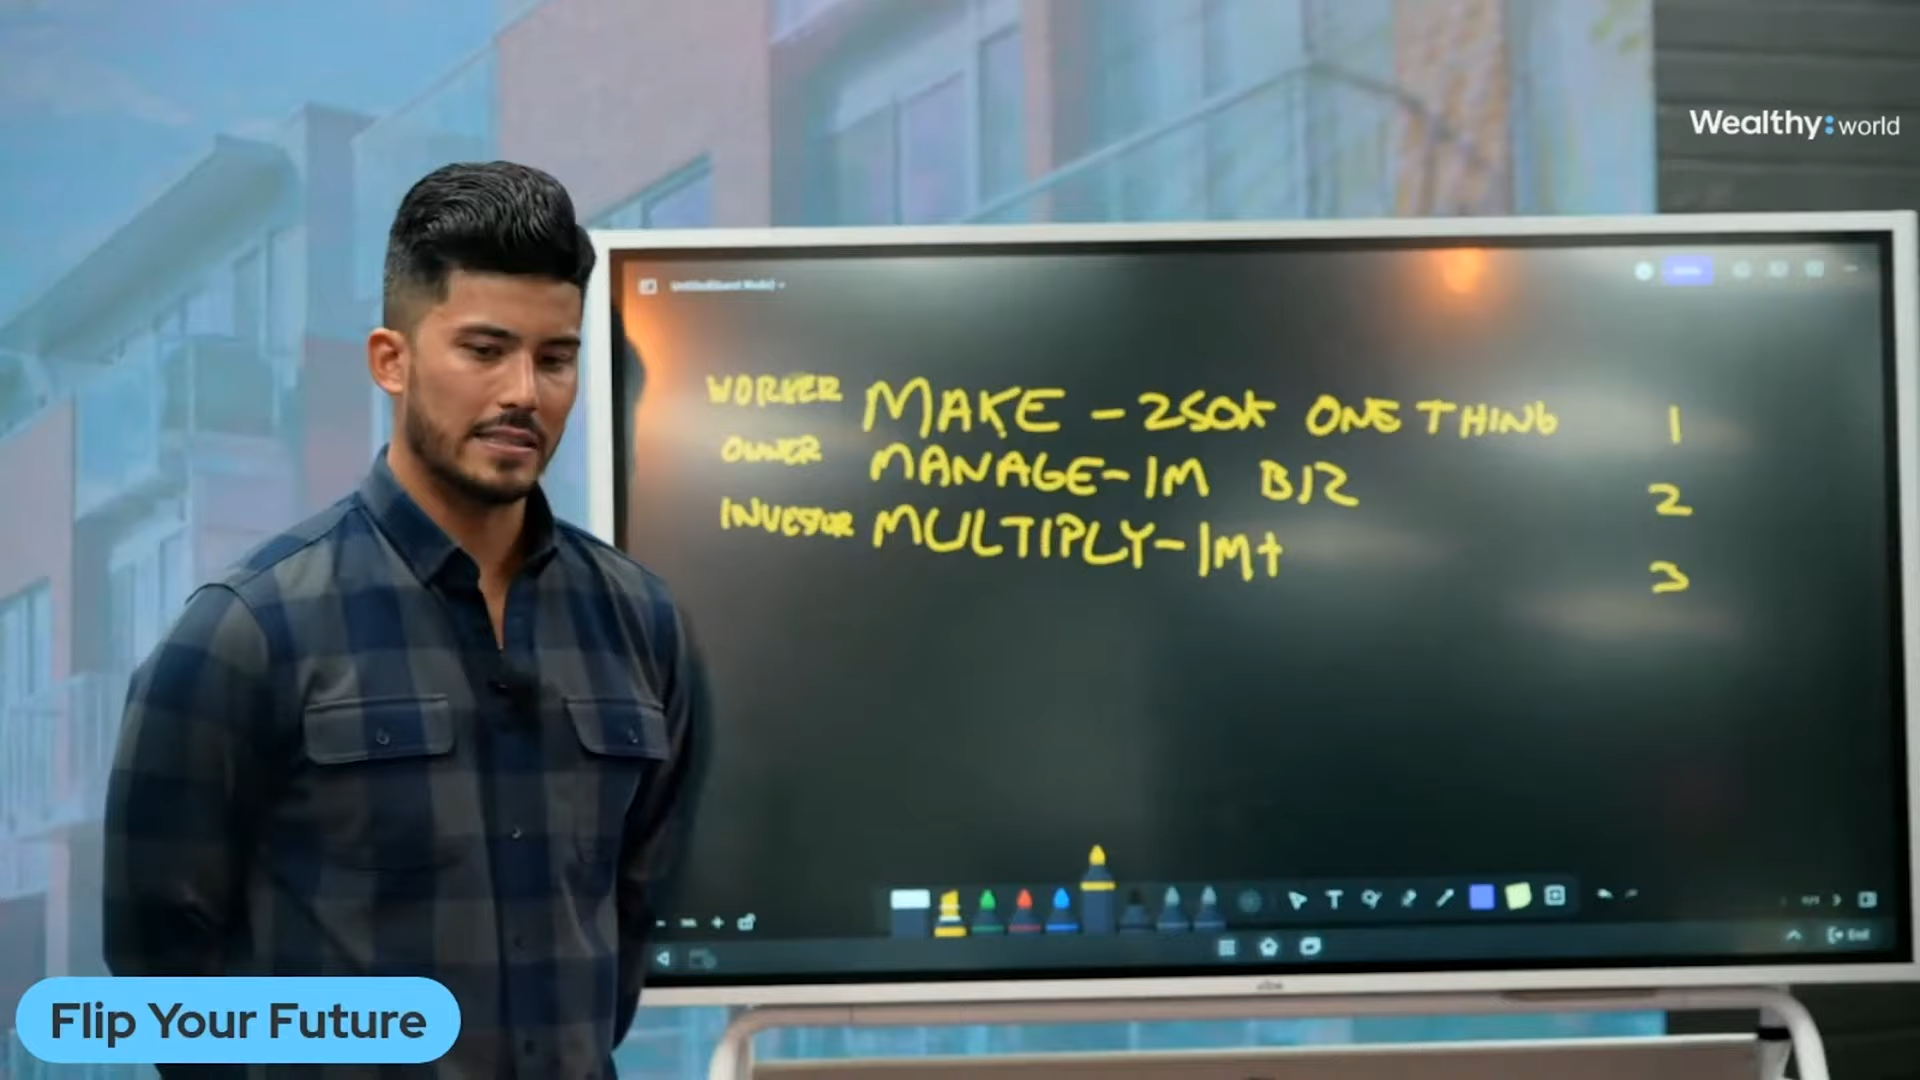 Wealthy:world
WORKER MAKE - 250K ONE THING 1
OWNER MANAGE - 1M BIZ 2
INVESTOR MULTIPLY - 1M+ 3
End
Flip Your Future